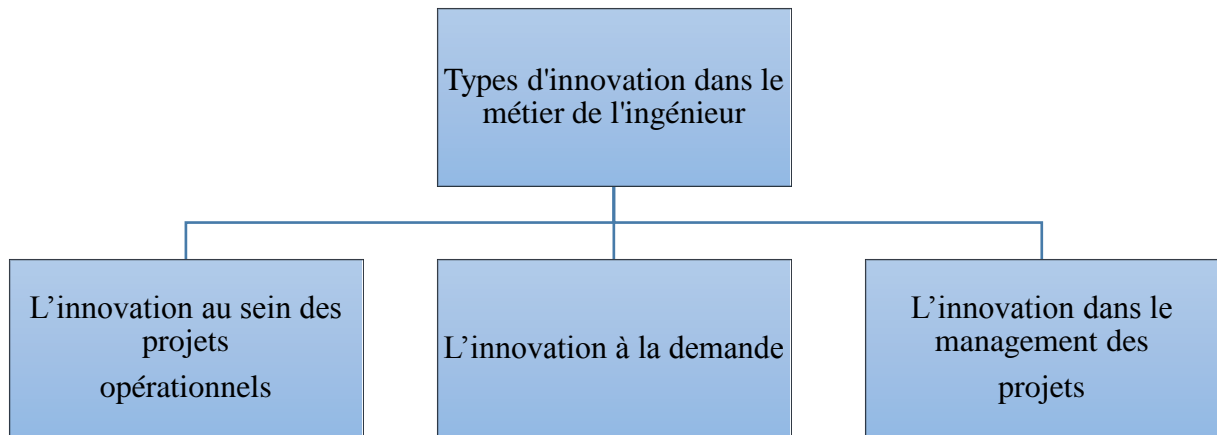 Types d'innovation dans le
métier de l'ingénieur
L’innovation au sein des
projets
opérationnels
L’innovation à la demande
L’innovation dans le
management des
projets